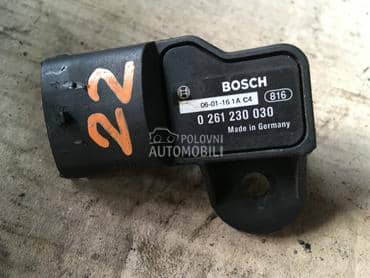 22
BOSCH
06-01-16 1A C4 816
0 261 230 030
Made in Germany
POLOVNI
AUTOMOBILI